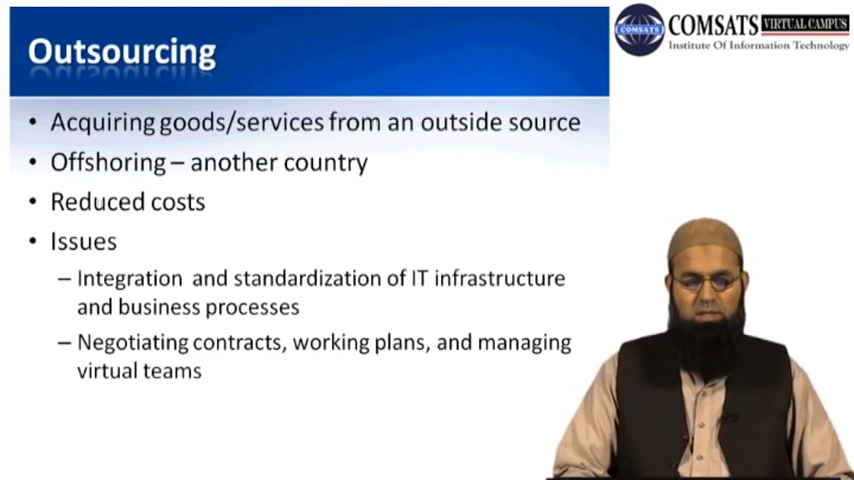 Outsourcing
COMSATS VIRTUAL CAMPUS
Institute Of Information Technology
COMSATS
• Acquiring goods/services from an outside source
• Offshoring – another country
• Reduced costs
• Issues
– Integration and standardization of IT infrastructure
and business processes
– Negotiating contracts, working plans, and managing
virtual teams